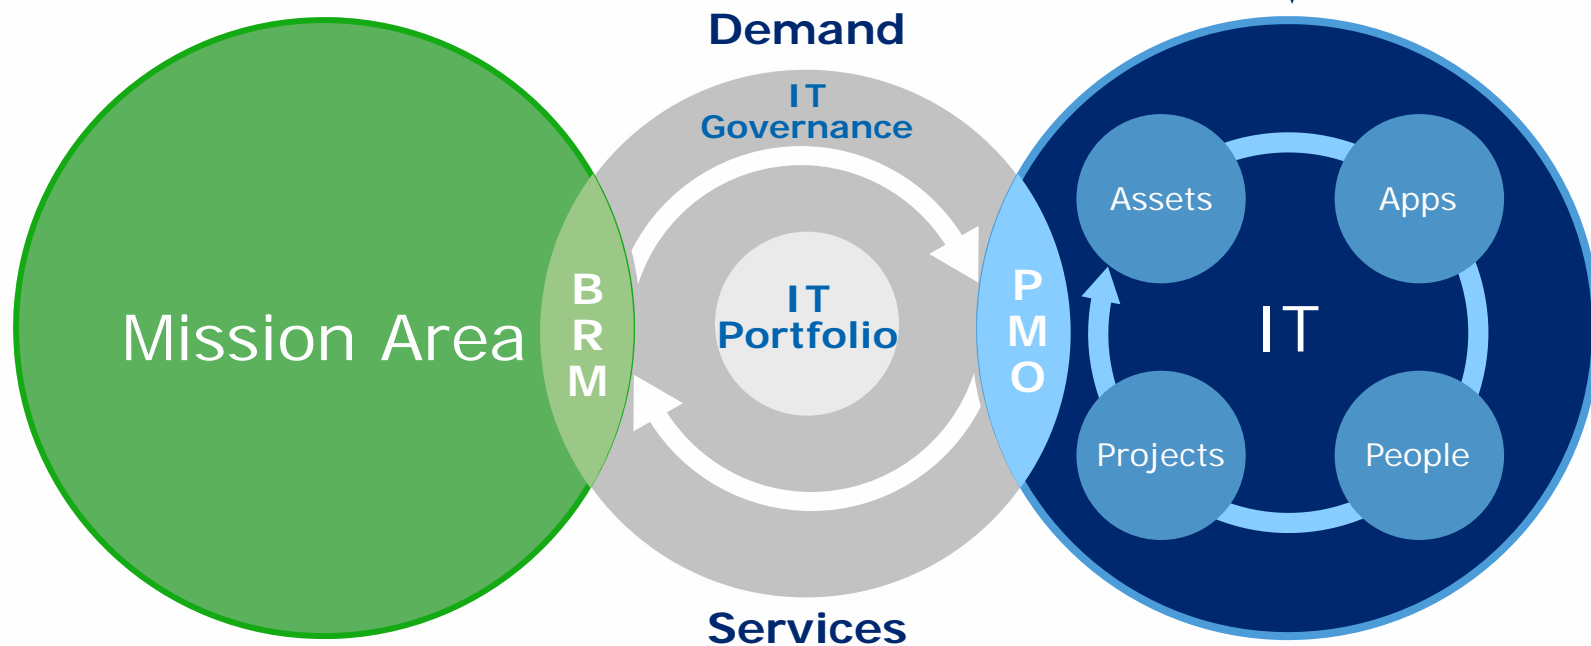 Demand
IT
Governance
Mission Area
B
R
M
IT
Portfolio
P
M
O
Assets
Apps
IT
Projects
People
Services